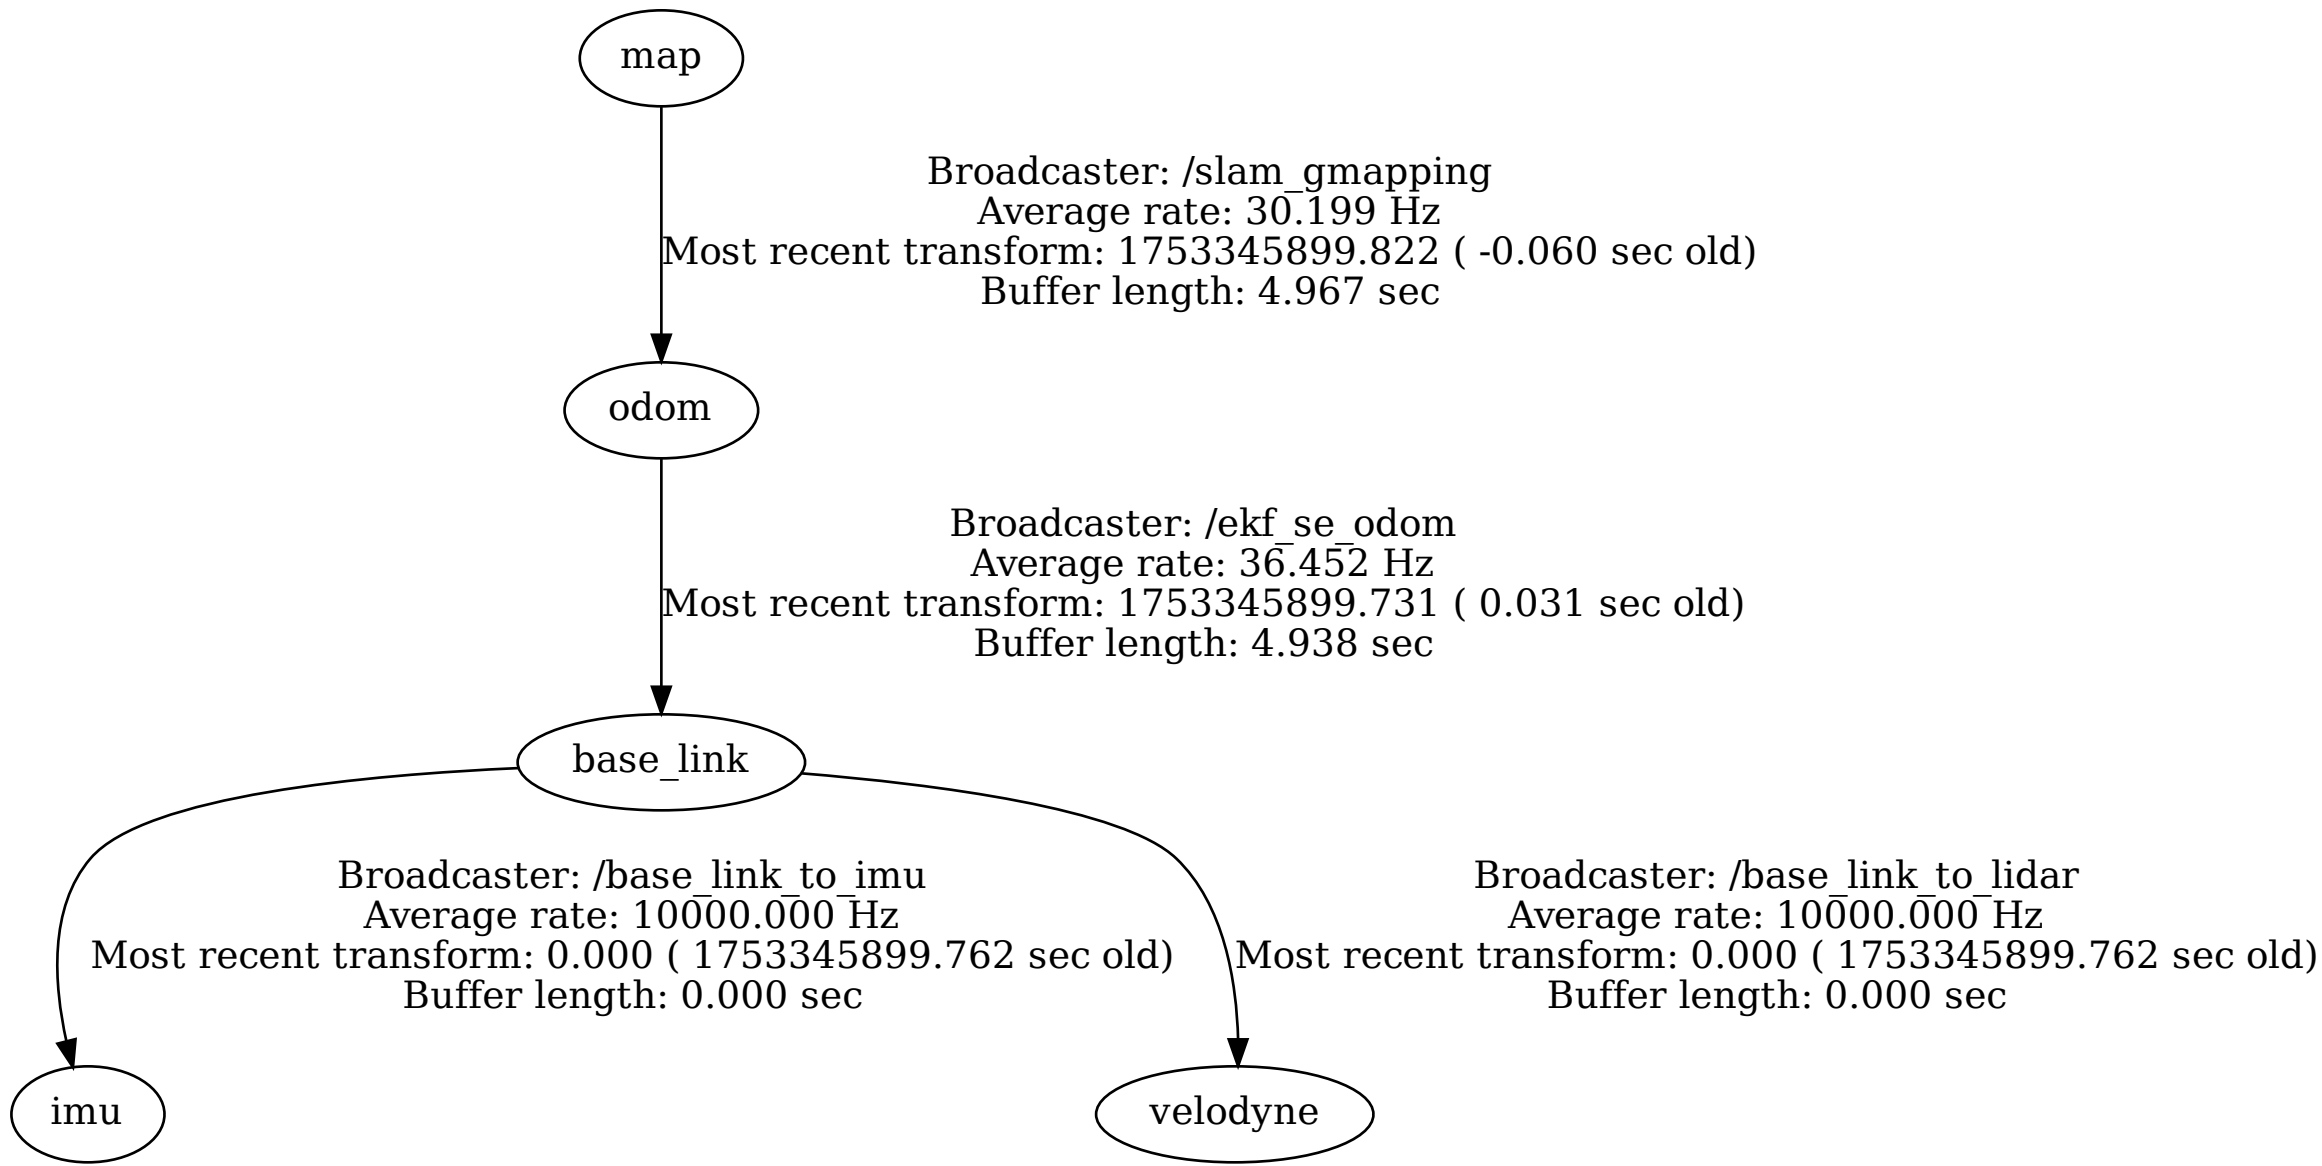 map
Broadcaster: /slam_gmapping
Average rate: 30.199 Hz
Most recent transform: 1753345899.822 ( -0.060 sec old)
Buffer length: 4.967 sec
odom
Broadcaster: /ekf_se_odom
Average rate: 36.452 Hz
Most recent transform: 1753345899.731 ( 0.031 sec old)
Buffer length: 4.938 sec
base_link
Broadcaster: /base_link_to_imu
Average rate: 10000.000 Hz
Most recent transform: 0.000 ( 1753345899.762 sec old)
Buffer length: 0.000 sec
Broadcaster: /base_link_to_lidar
Average rate: 10000.000 Hz
Most recent transform: 0.000 ( 1753345899.762 sec old)
Buffer length: 0.000 sec
imu
velodyne